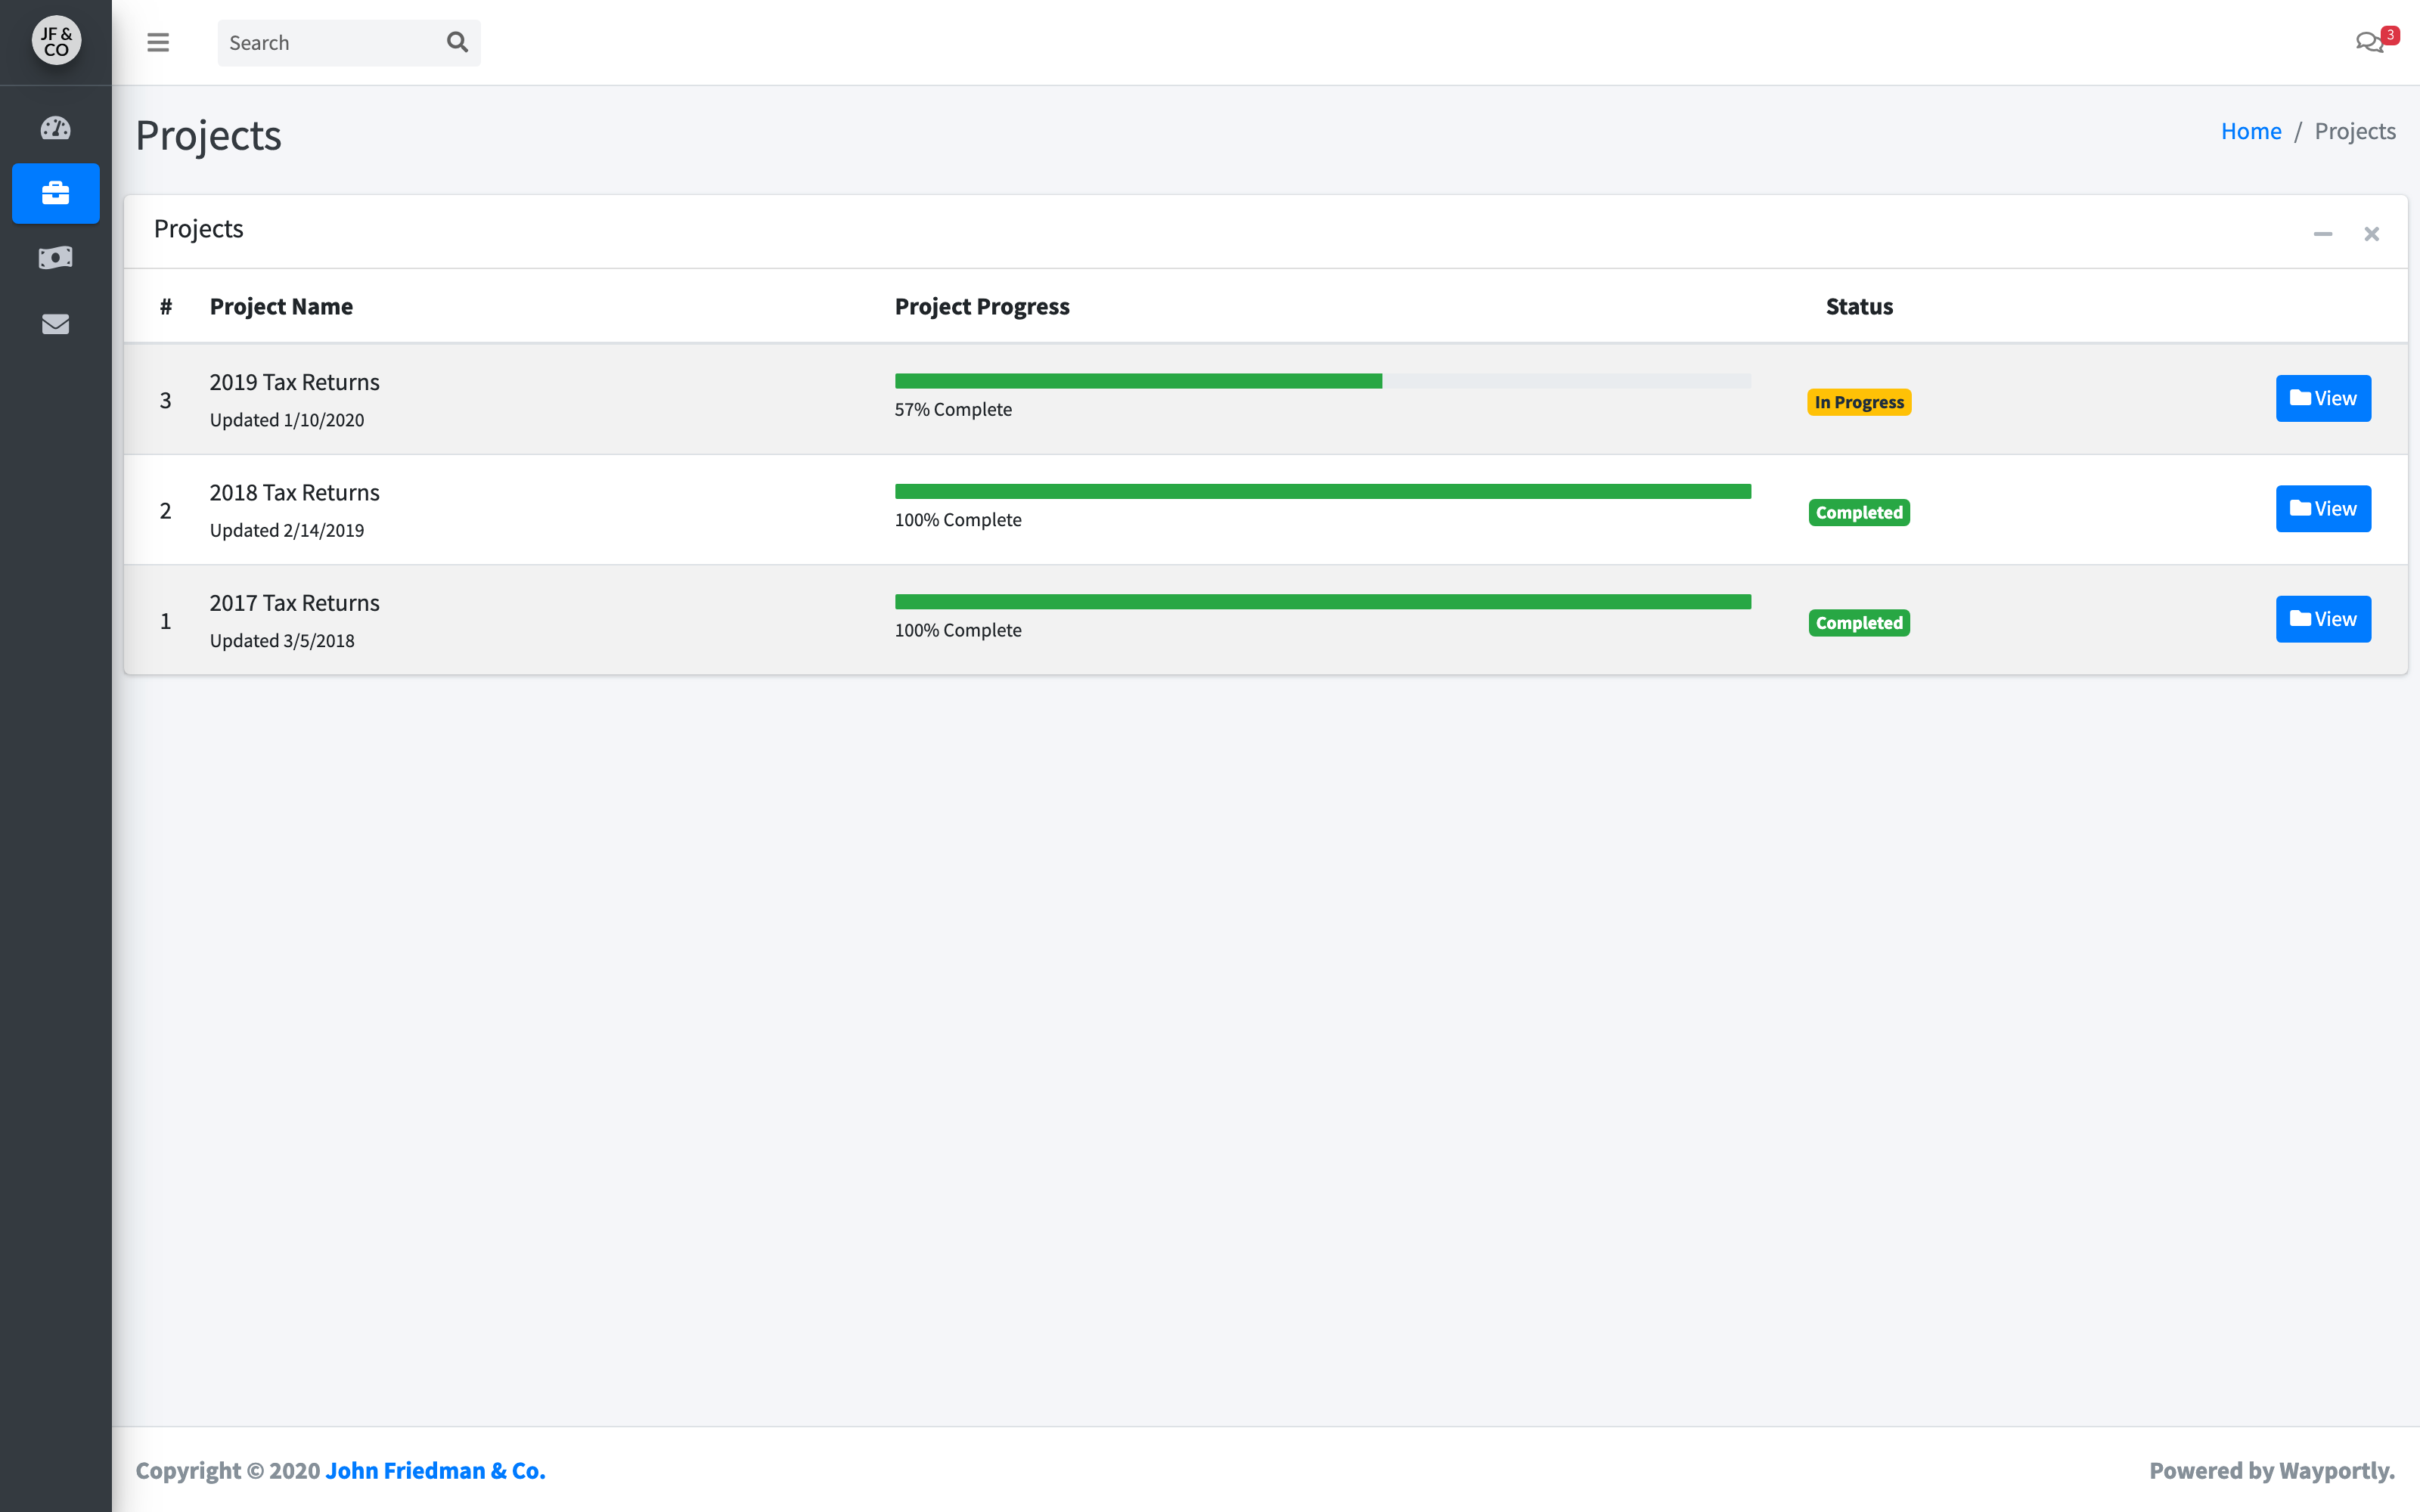 JF &
CO
Search
3
Projects
Home / Projects
Projects
# Project Name Project Progress Status
3
2019 Tax Returns
Updated 1/10/2020
57% Complete
In Progress
View
2
2018 Tax Returns
Updated 2/14/2019
100% Complete
Completed
View
1
2017 Tax Returns
Updated 3/5/2018
100% Complete
Completed
View
Copyright © 2020 John Friedman & Co.
Powered by Wayportly.